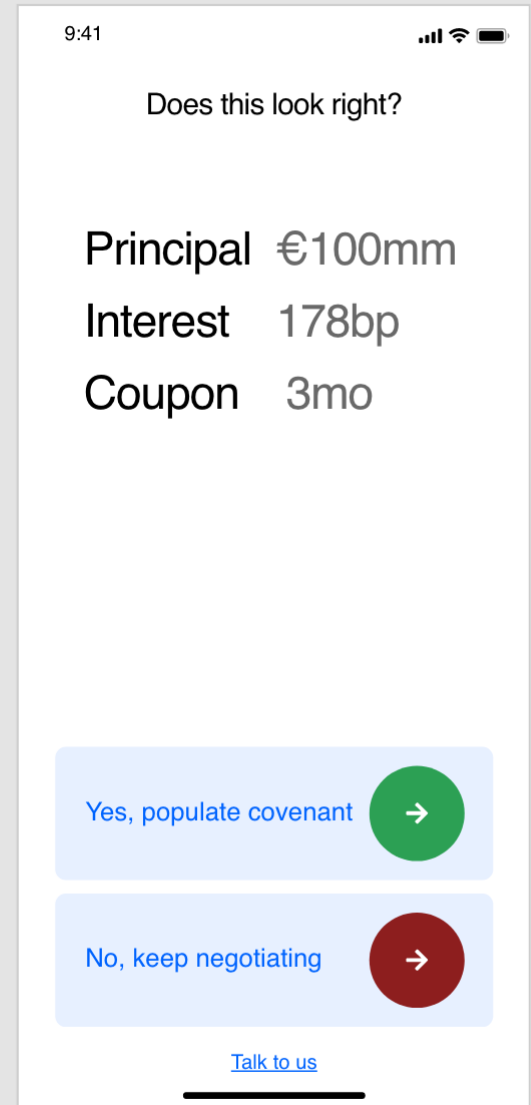 9:41
Does this look right?
Principal €100mm
Interest 178bp
Coupon 3mo
Yes, populate covenant
No, keep negotiating
Talk to us